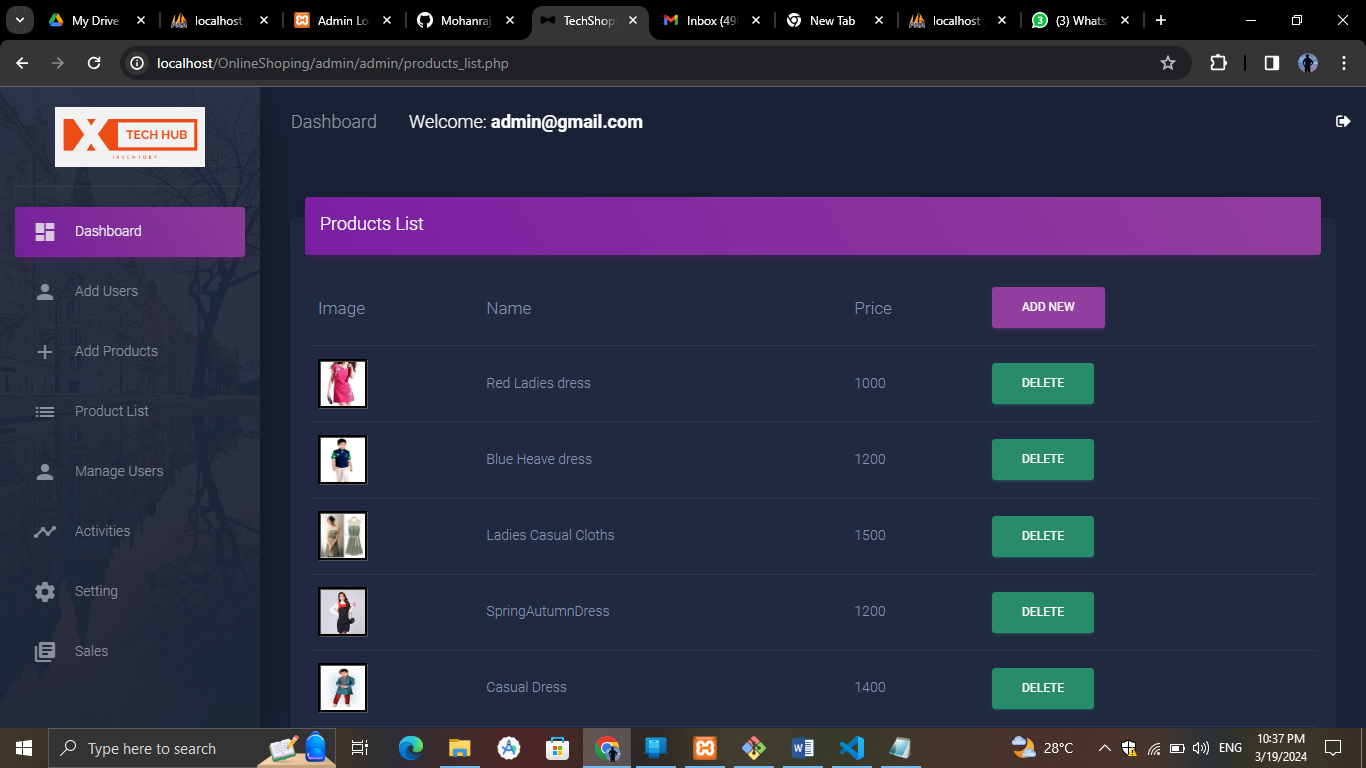 My Drive
localhost
Admin Lo
Mohanraj
TechShop
Inbox (49
New Tab
localhost
3
(3) Whats
localhost/OnlineShoping/admin/admin/products_list.php
X TECH HUB
INVENTORY
Dashboard
Welcome: admin@gmail.com
Dashboard
Add Users
Add Products
Product List
Manage Users
Activities
Setting
Sales
Products List
Image
Name
Price
ADD NEW
Red Ladies dress
1000
DELETE
Blue Heave dress
1200
DELETE
Ladies Casual Cloths
1500
DELETE
SpringAutumnDress
1200
DELETE
Casual Dress
1400
DELETE
Type here to search
28°C
ENG
10:37 PM
3/19/2024